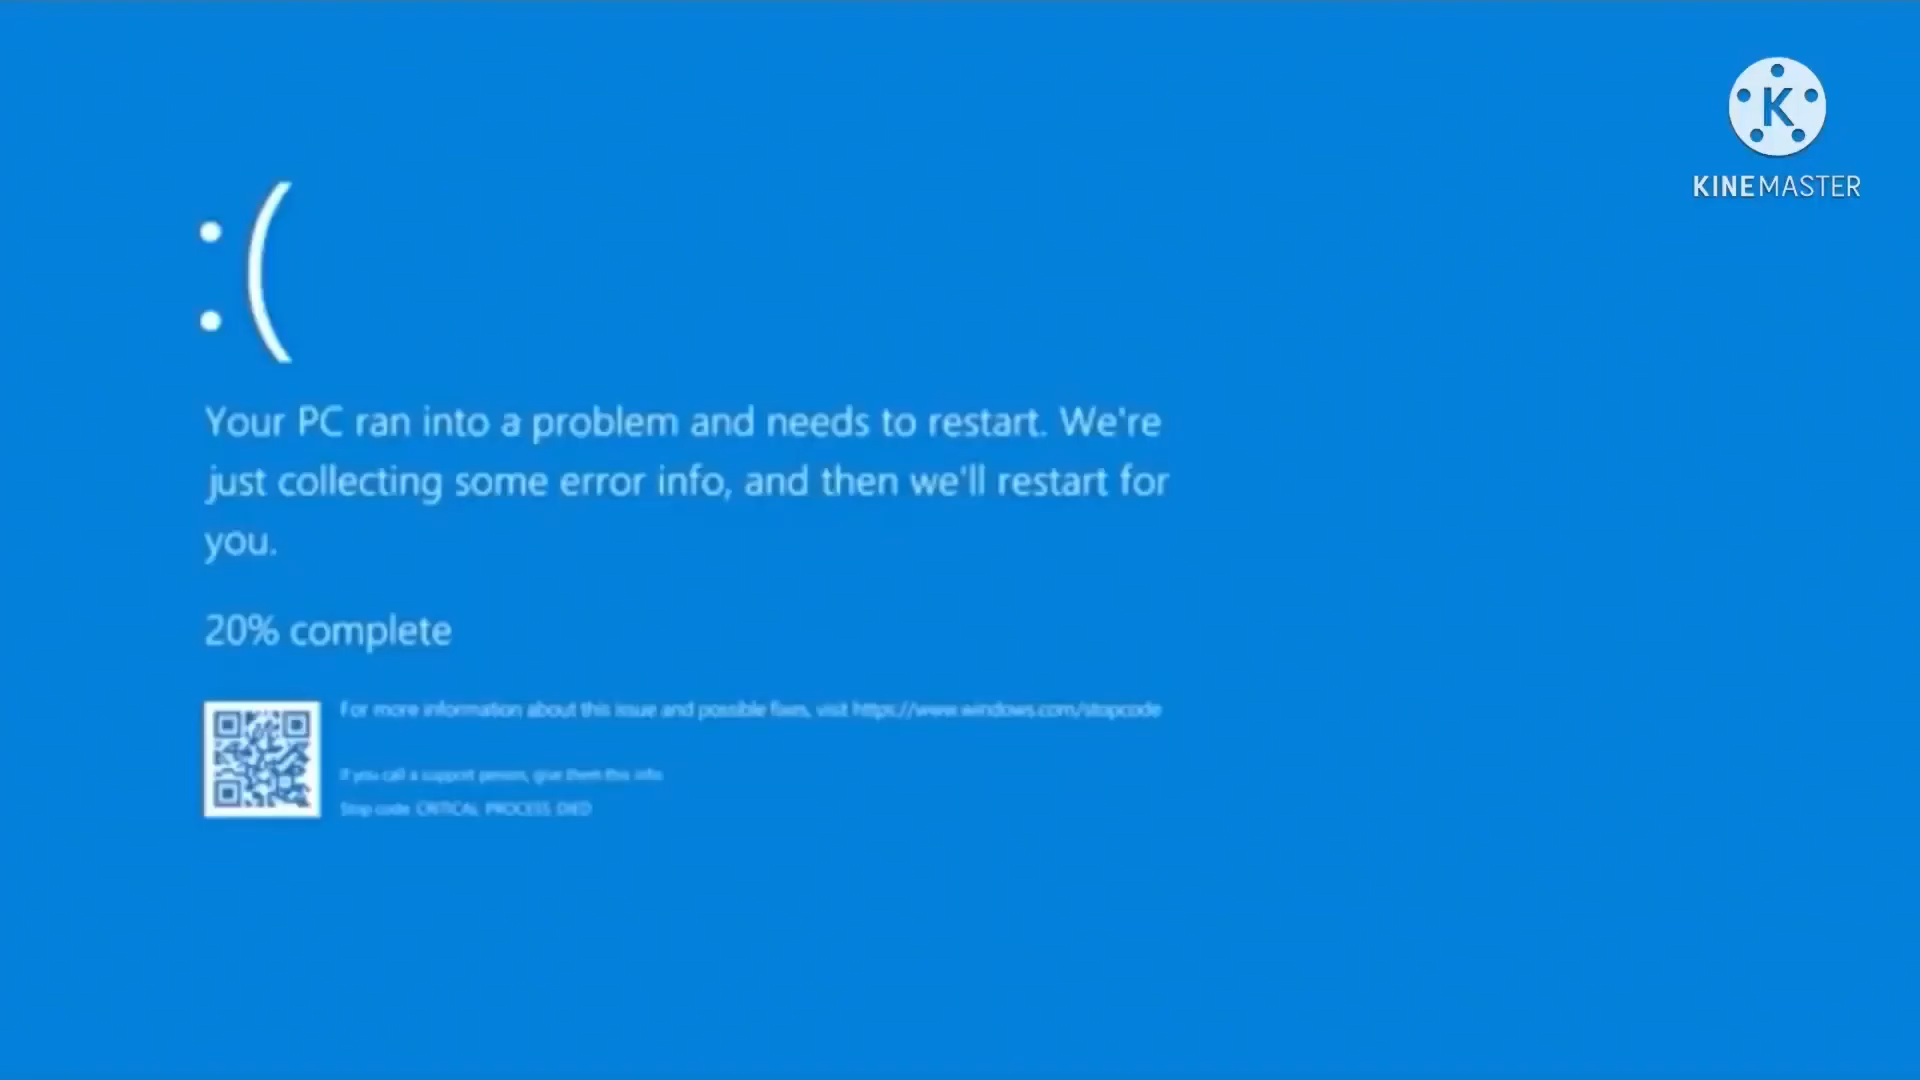 K
KINEMASTER
:(
Your PC ran into a problem and needs to restart. We're
just collecting some error info, and then we'll restart for
you.
20% complete
For more information about this issue and possible fixes, visit https://www.windows.com/stopcode
If you call a support person, give them this info
Stop code: CRITICAL PROCESS DIED